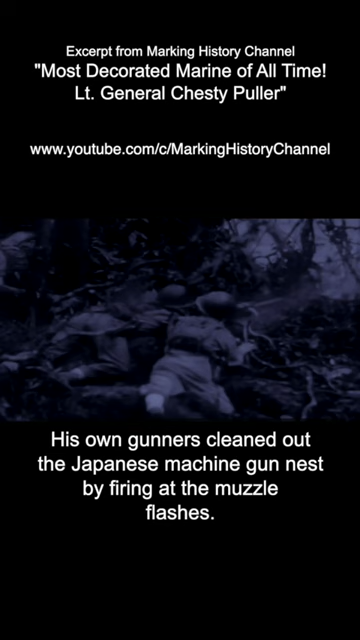 Excerpt from Marking History Channel
"Most Decorated Marine of All Time!
Lt. General Chesty Puller"
www.youtube.com/c/MarkingHistoryChannel
His own gunners cleaned out
the Japanese machine gun nest
by firing at the muzzle
flashes.